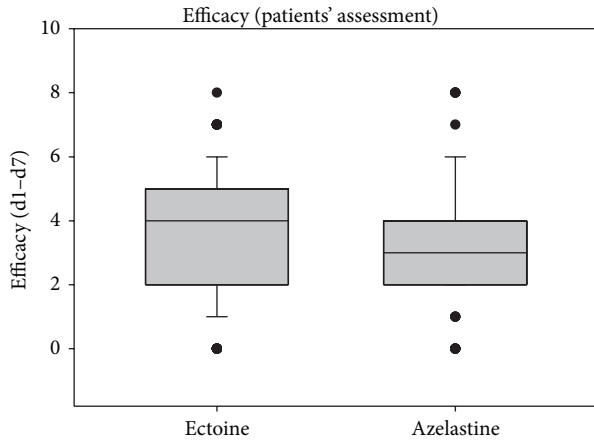 Efficacy (patients’ assessment)
10
8
6
4
2
0
Efficacy (d1–d7)
Ectoine
Azelastine